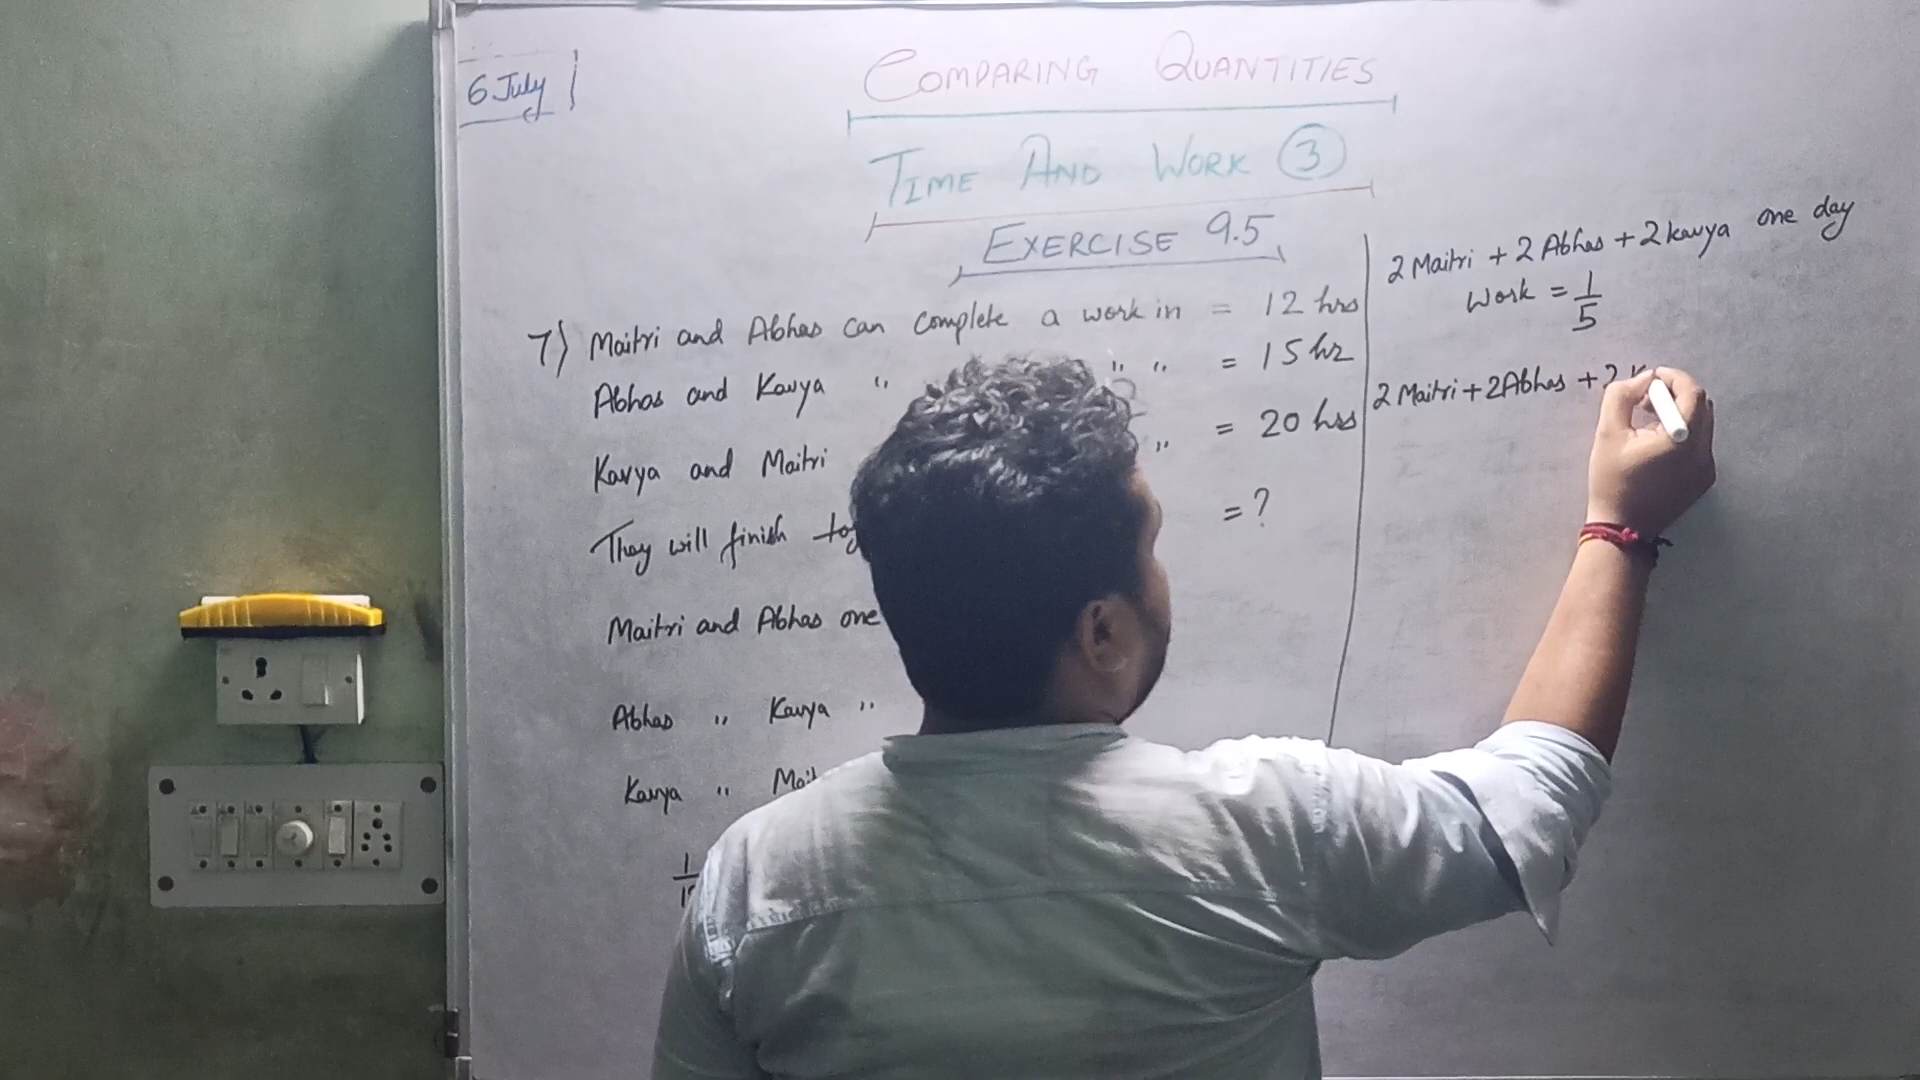 6 July
COMPARING QUANTITIES
TIME AND WORK 3
EXERCISE 9.5
7) Maitri and Abhas can complete a work in = 12 hrs
Abhas and Kavya " " " = 15 hr
Kavya and Maitri " = 20 hrs
They will finish = ?
Maitri and Abhas one
Abhas " Kavya "
Kavya "
2 Maitri + 2 Abhas + 2 Kavya one day
Work = 1/5
2 Maitri + 2 Abhas + 2